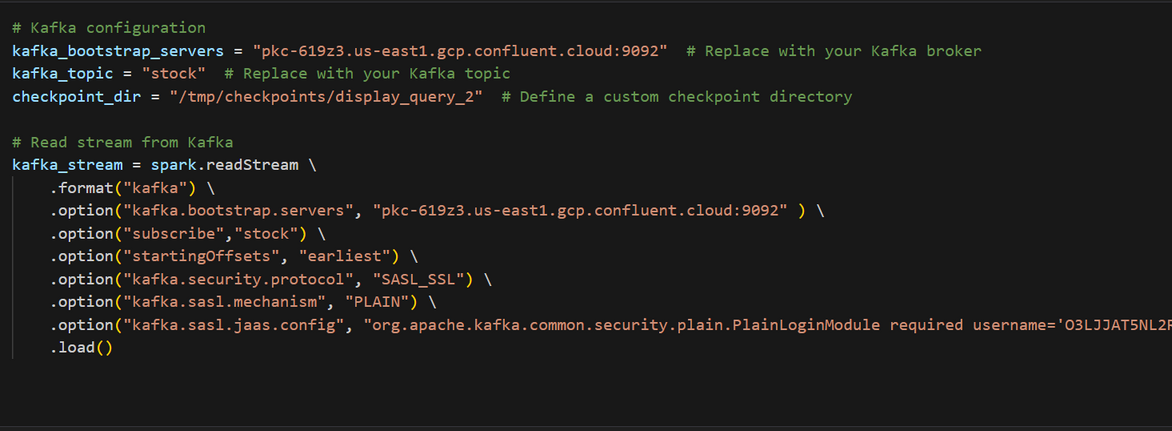 # Kafka configuration
kafka_bootstrap_servers = "pkc-619z3.us-east1.gcp.confluent.cloud:9092"  # Replace with your Kafka broker
kafka_topic = "stock"  # Replace with your Kafka topic
checkpoint_dir = "/tmp/checkpoints/display_query_2"  # Define a custom checkpoint directory
# Read stream from Kafka
kafka_stream = spark.readStream \
    .format("kafka") \
    .option("kafka.bootstrap.servers", "pkc-619z3.us-east1.gcp.confluent.cloud:9092" ) \
    .option("subscribe","stock") \
    .option("startingOffsets", "earliest") \
    .option("kafka.security.protocol", "SASL_SSL") \
    .option("kafka.sasl.mechanism", "PLAIN") \
    .option("kafka.sasl.jaas.config", "org.apache.kafka.common.security.plain.PlainLoginModule required username='O3LJJAT5NL2
    .load()